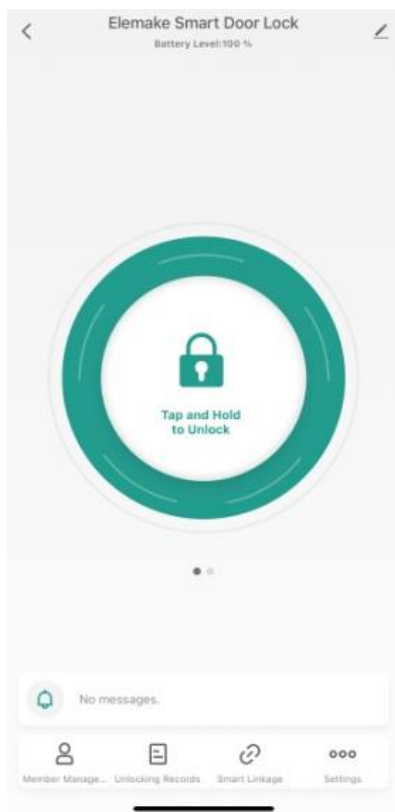 Elemake Smart Door Lock
Battery Level:100 %
Tap and Hold
to Unlock
No messages.
Member Manage... Unlocking Records Smart Linkage Settings